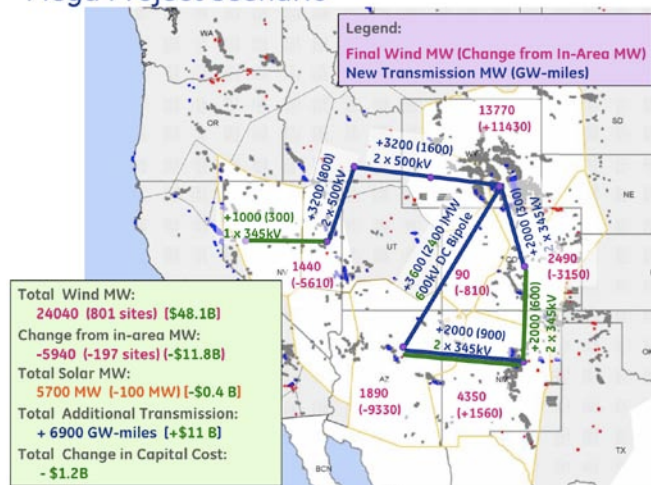 Mega Project Scenario
Legend:
Final Wind MW (Change from In-Area MW)
New Transmission MW (GW-miles)
WA
OR
SD
NE
13770
(+11430)
+3200 (1600)
2 x 500kV
+3200 (800)
2 x 500kV
+1000 (300)
1 x 345kV
+2000 (300)
2 x 345kV
UT
CO
NV
1440
(-5610)
+3600 (2400 )MW
600kV DC Bipole
90
(-810)
2490
(-3150)
+2000 (600)
2 x 345kV
+2000 (900)
2 x 345kV
AZ
NM
1890
(-9330)
4350
(+1560)
TX
BCN
Total Wind MW:
24040 (801 sites) [$48.1B]
Change from in-area MW:
-5940 (-197 sites) (-$11.8B]
Total Solar MW:
5700 MW (-100 MW) [-$0.4 B]
Total Additional Transmission:
+ 6900 GW-miles [+$11 B]
Total Change in Capital Cost:
- $1.2B